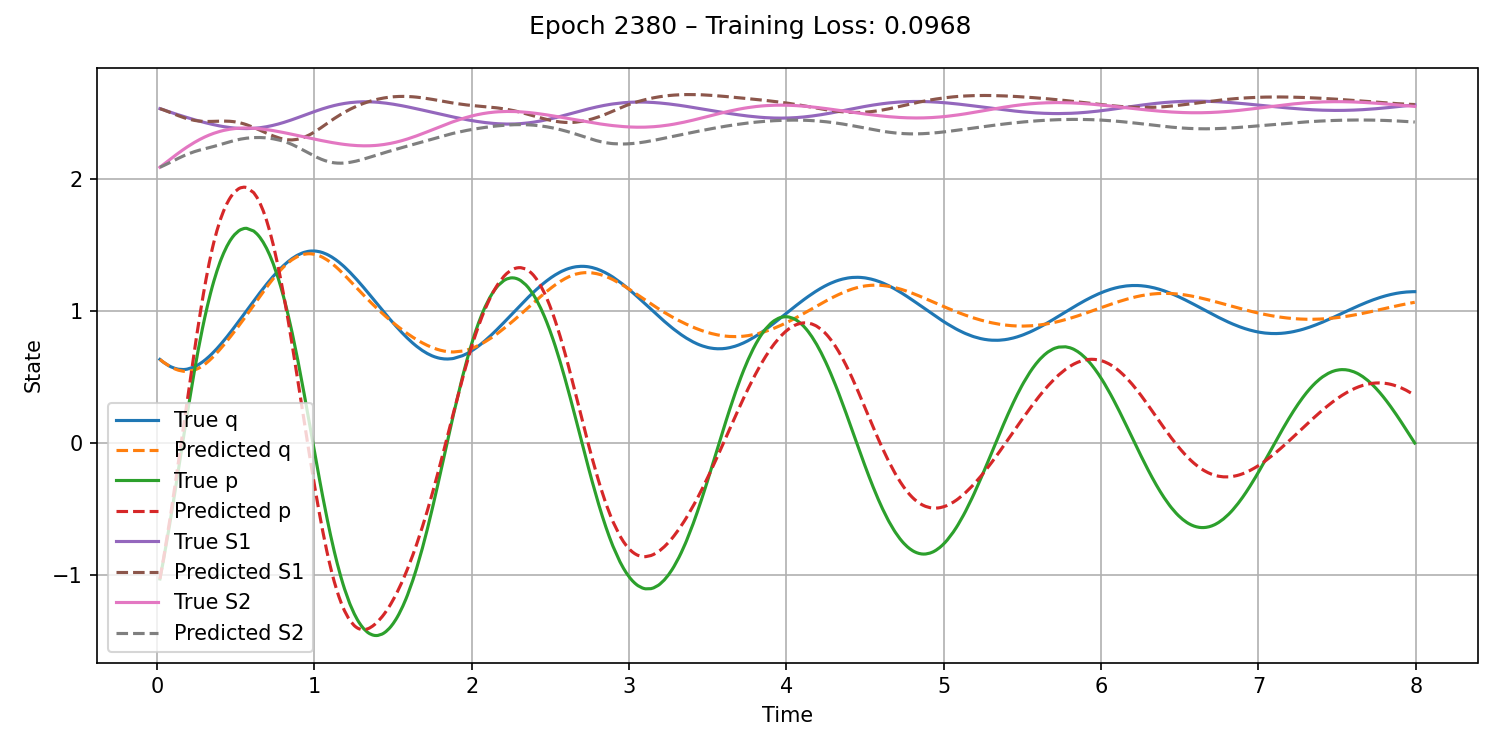 Epoch 2380 – Training Loss: 0.0968
State
2
1
0
−1
True q
Predicted q
True p
Predicted p
True S1
Predicted S1
True S2
Predicted S2
0 1 2 3 4 5 6 7 8
Time